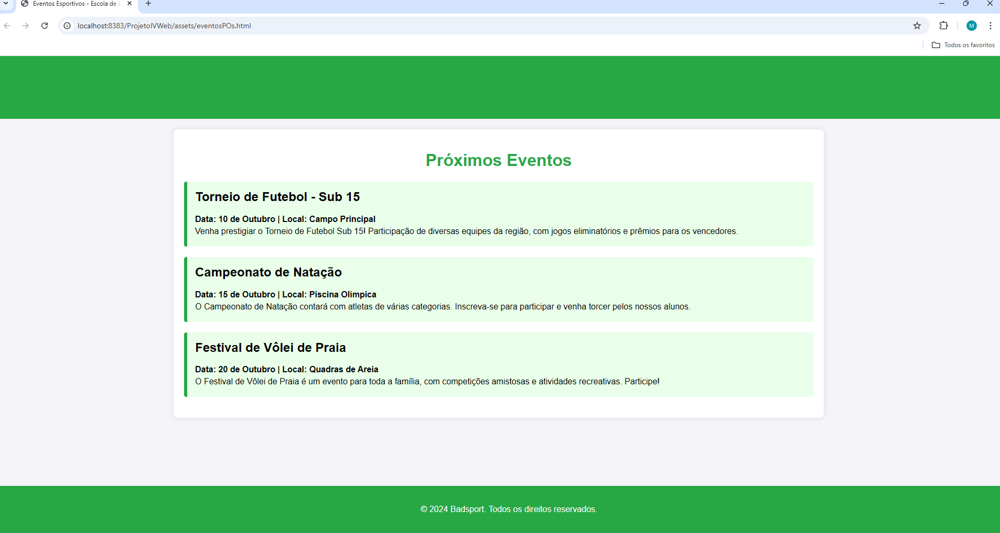 Eventos Esportivos - Escola de E
localhost:8383/ProjetoIVWeb/assets/eventosPOs.html
M
Todos os favoritos
Próximos Eventos
Torneio de Futebol - Sub 15
Data: 10 de Outubro | Local: Campo Principal
Venha prestigiar o Torneio de Futebol Sub 15! Participação de diversas equipes da região, com jogos eliminatórios e prêmios para os vencedores.
Campeonato de Natação
Data: 15 de Outubro | Local: Piscina Olímpica
O Campeonato de Natação contará com atletas de várias categorias. Inscreva-se para participar e venha torcer pelos nossos alunos.
Festival de Vôlei de Praia
Data: 20 de Outubro | Local: Quadras de Areia
O Festival de Vôlei de Praia é um evento para toda a família, com competições amistosas e atividades recreativas. Participe!
© 2024 Badsport. Todos os direitos reservados.